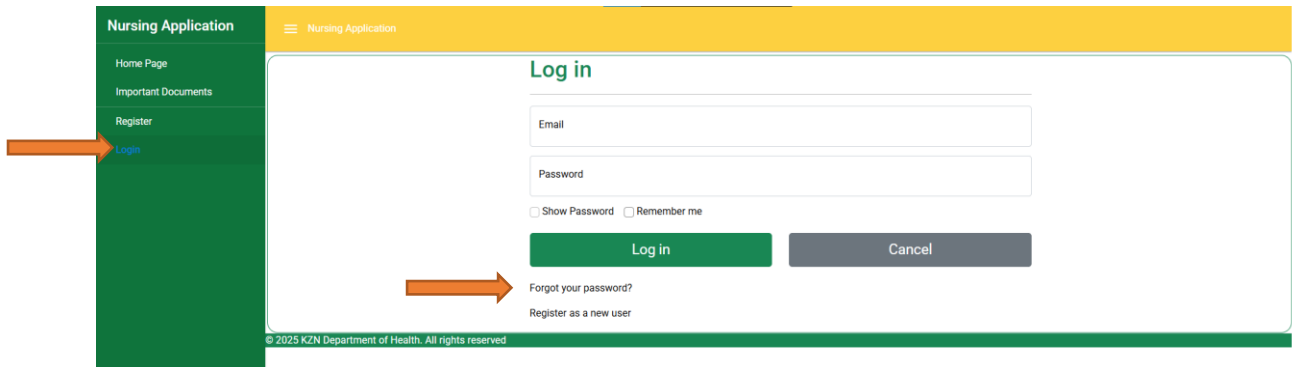 Nursing Application
Nursing Application
Home Page
Important Documents
Register
Login
Log in
Email
Password
Show Password Remember me
Log in Cancel
Forgot your password?
Register as a new user
© 2025 KZN Department of Health. All rights reserved